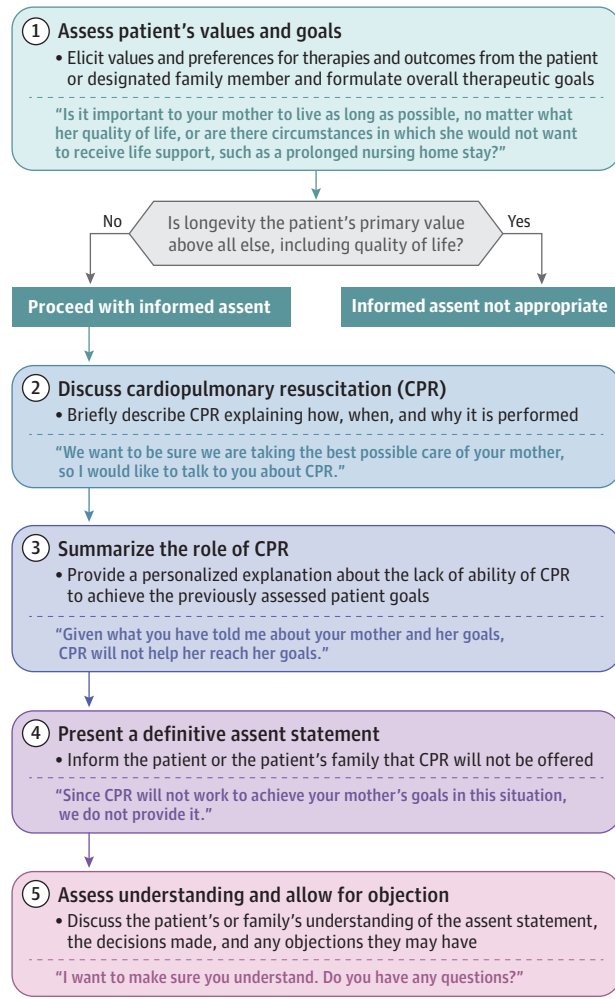 1 Assess patient's values and goals
• Elicit values and preferences for therapies and outcomes from the patient
or designated family member and formulate overall therapeutic goals
“Is it important to your mother to live as long as possible, no matter what
her quality of life, or are there circumstances in which she would not want
to receive life support, such as a prolonged nursing home stay?”
No
Is longevity the patient's primary value
above all else, including quality of life?
Yes
Proceed with informed assent
Informed assent not appropriate
2 Discuss cardiopulmonary resuscitation (CPR)
• Briefly describe CPR explaining how, when, and why it is performed
“We want to be sure we are taking the best possible care of your mother,
so I would like to talk to you about CPR.”
3 Summarize the role of CPR
• Provide a personalized explanation about the lack of ability of CPR
to achieve the previously assessed patient goals
“Given what you have told me about your mother and her goals,
CPR will not help her reach her goals.”
4 Present a definitive assent statement
• Inform the patient or the patient's family that CPR will not be offered
“Since CPR will not work to achieve your mother's goals in this situation,
we do not provide it.”
5 Assess understanding and allow for objection
• Discuss the patient's or family's understanding of the assent statement,
the decisions made, and any objections they may have
“I want to make sure you understand. Do you have any questions?”